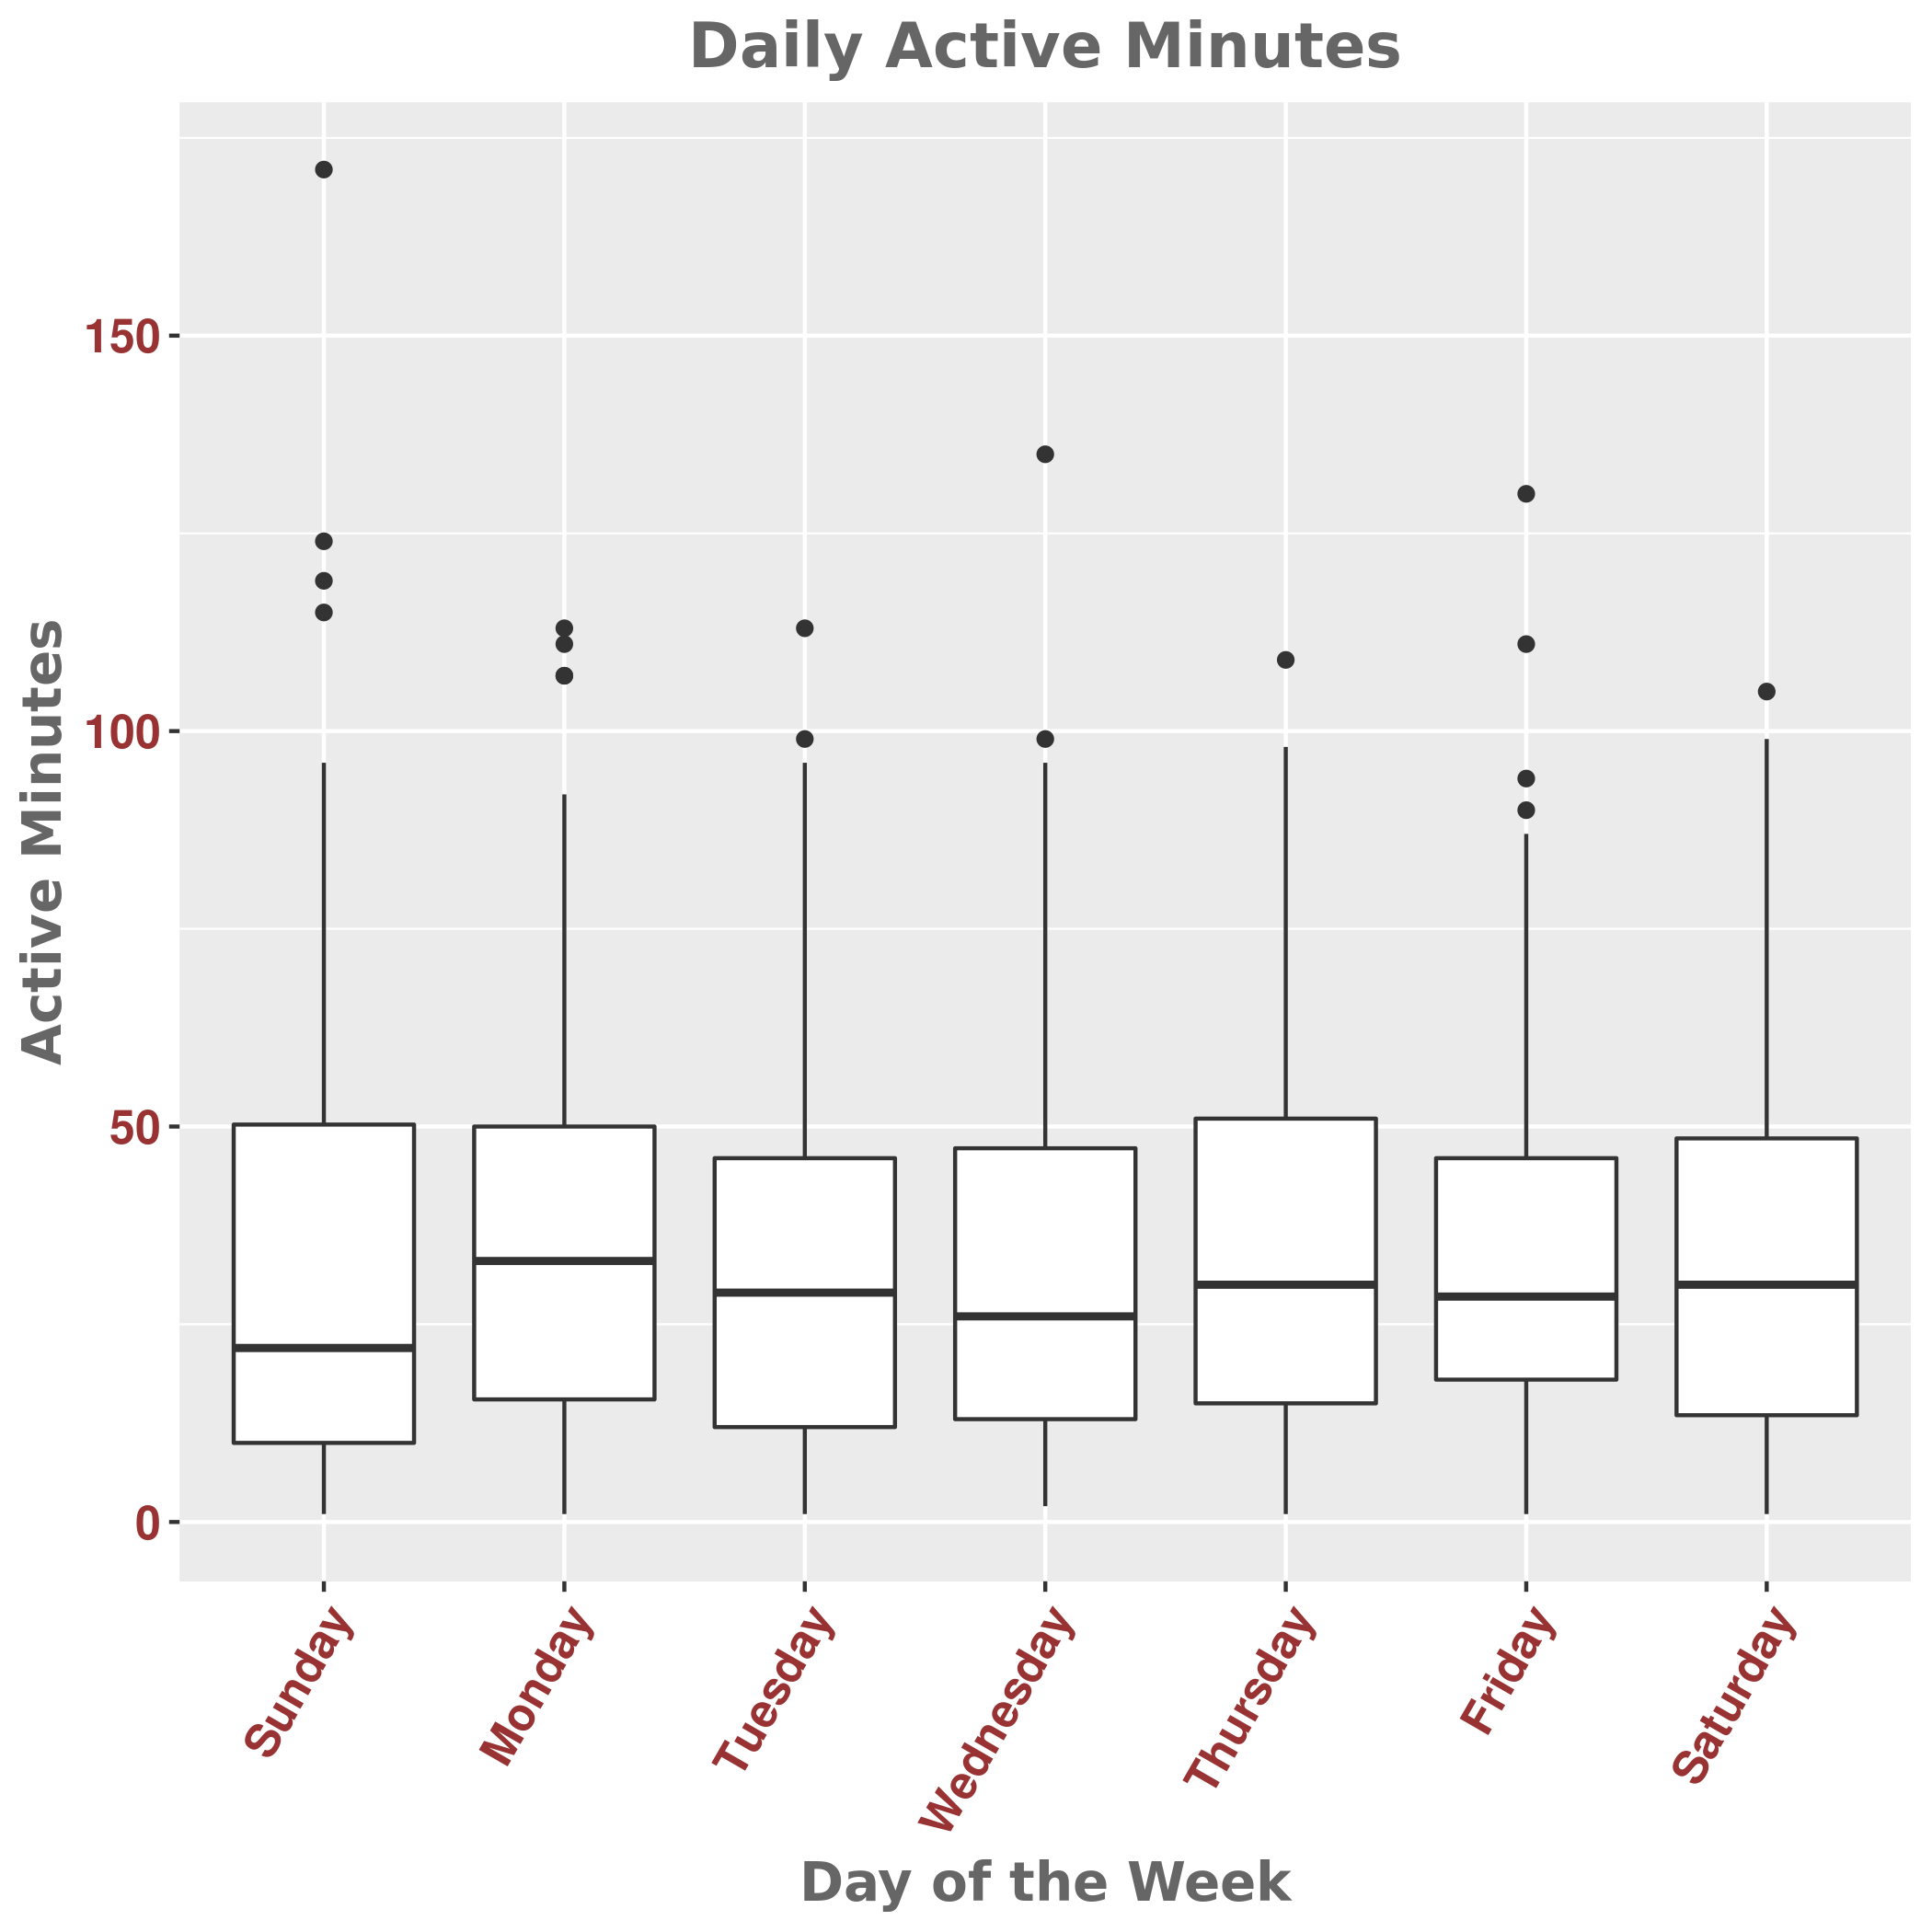 Daily Active Minutes
Active Minutes
150
100
50
0
Sunday
Monday
Tuesday
Wednesday
Thursday
Friday
Saturday
Day of the Week